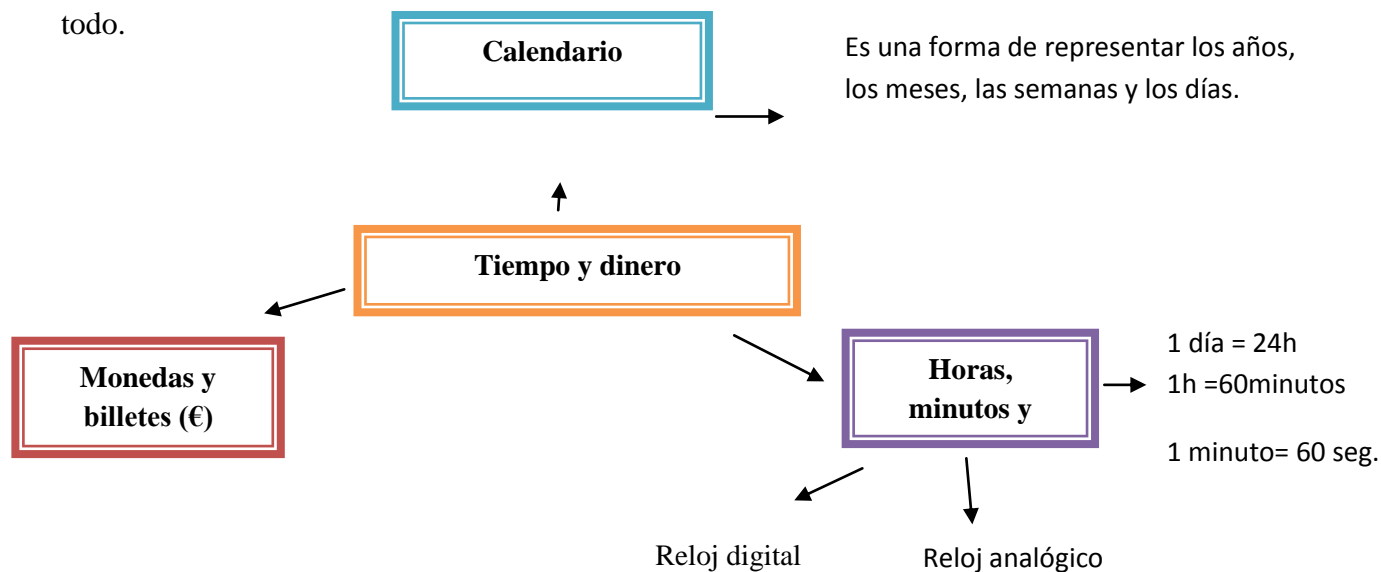 todo.
Calendario
Es una forma de representar los años,
los meses, las semanas y los días.
Tiempo y dinero
Monedas y
billetes (€)
Horas,
minutos y
1 día = 24h
1h =60minutos
1 minuto= 60 seg.
Reloj digital
Reloj analógico